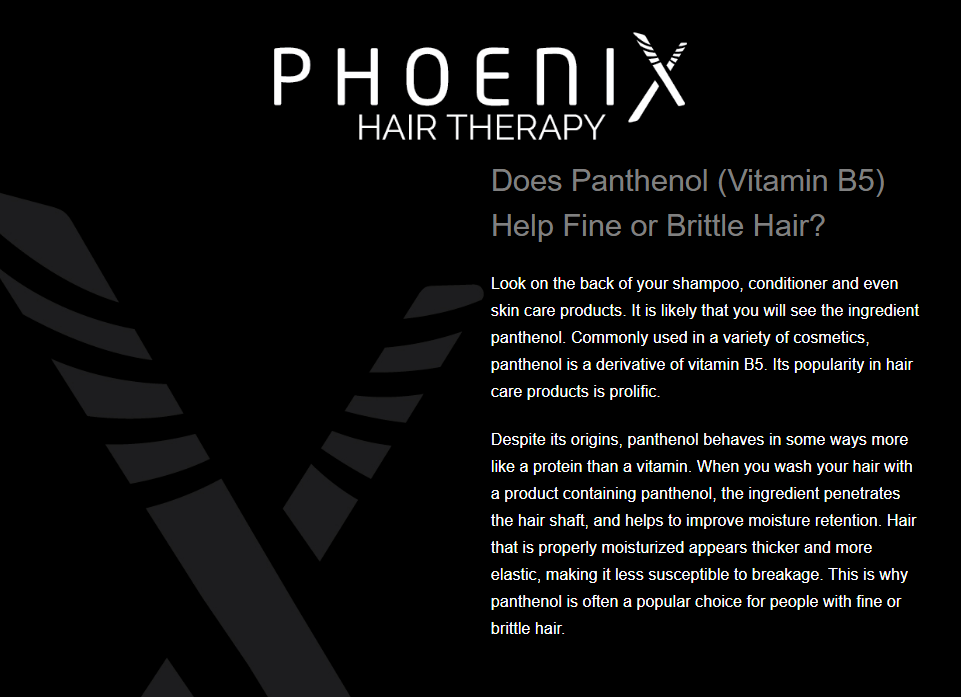 PHOENIX
HAIR THERAPY
Does Panthenol (Vitamin B5)
Help Fine or Brittle Hair?
Look on the back of your shampoo, conditioner and even
skin care products. It is likely that you will see the ingredient
panthenol. Commonly used in a variety of cosmetics,
panthenol is a derivative of vitamin B5. Its popularity in hair
care products is prolific.
Despite its origins, panthenol behaves in some ways more
like a protein than a vitamin. When you wash your hair with
a product containing panthenol, the ingredient penetrates
the hair shaft, and helps to improve moisture retention. Hair
that is properly moisturized appears thicker and more
elastic, making it less susceptible to breakage. This is why
panthenol is often a popular choice for people with fine or
brittle hair.